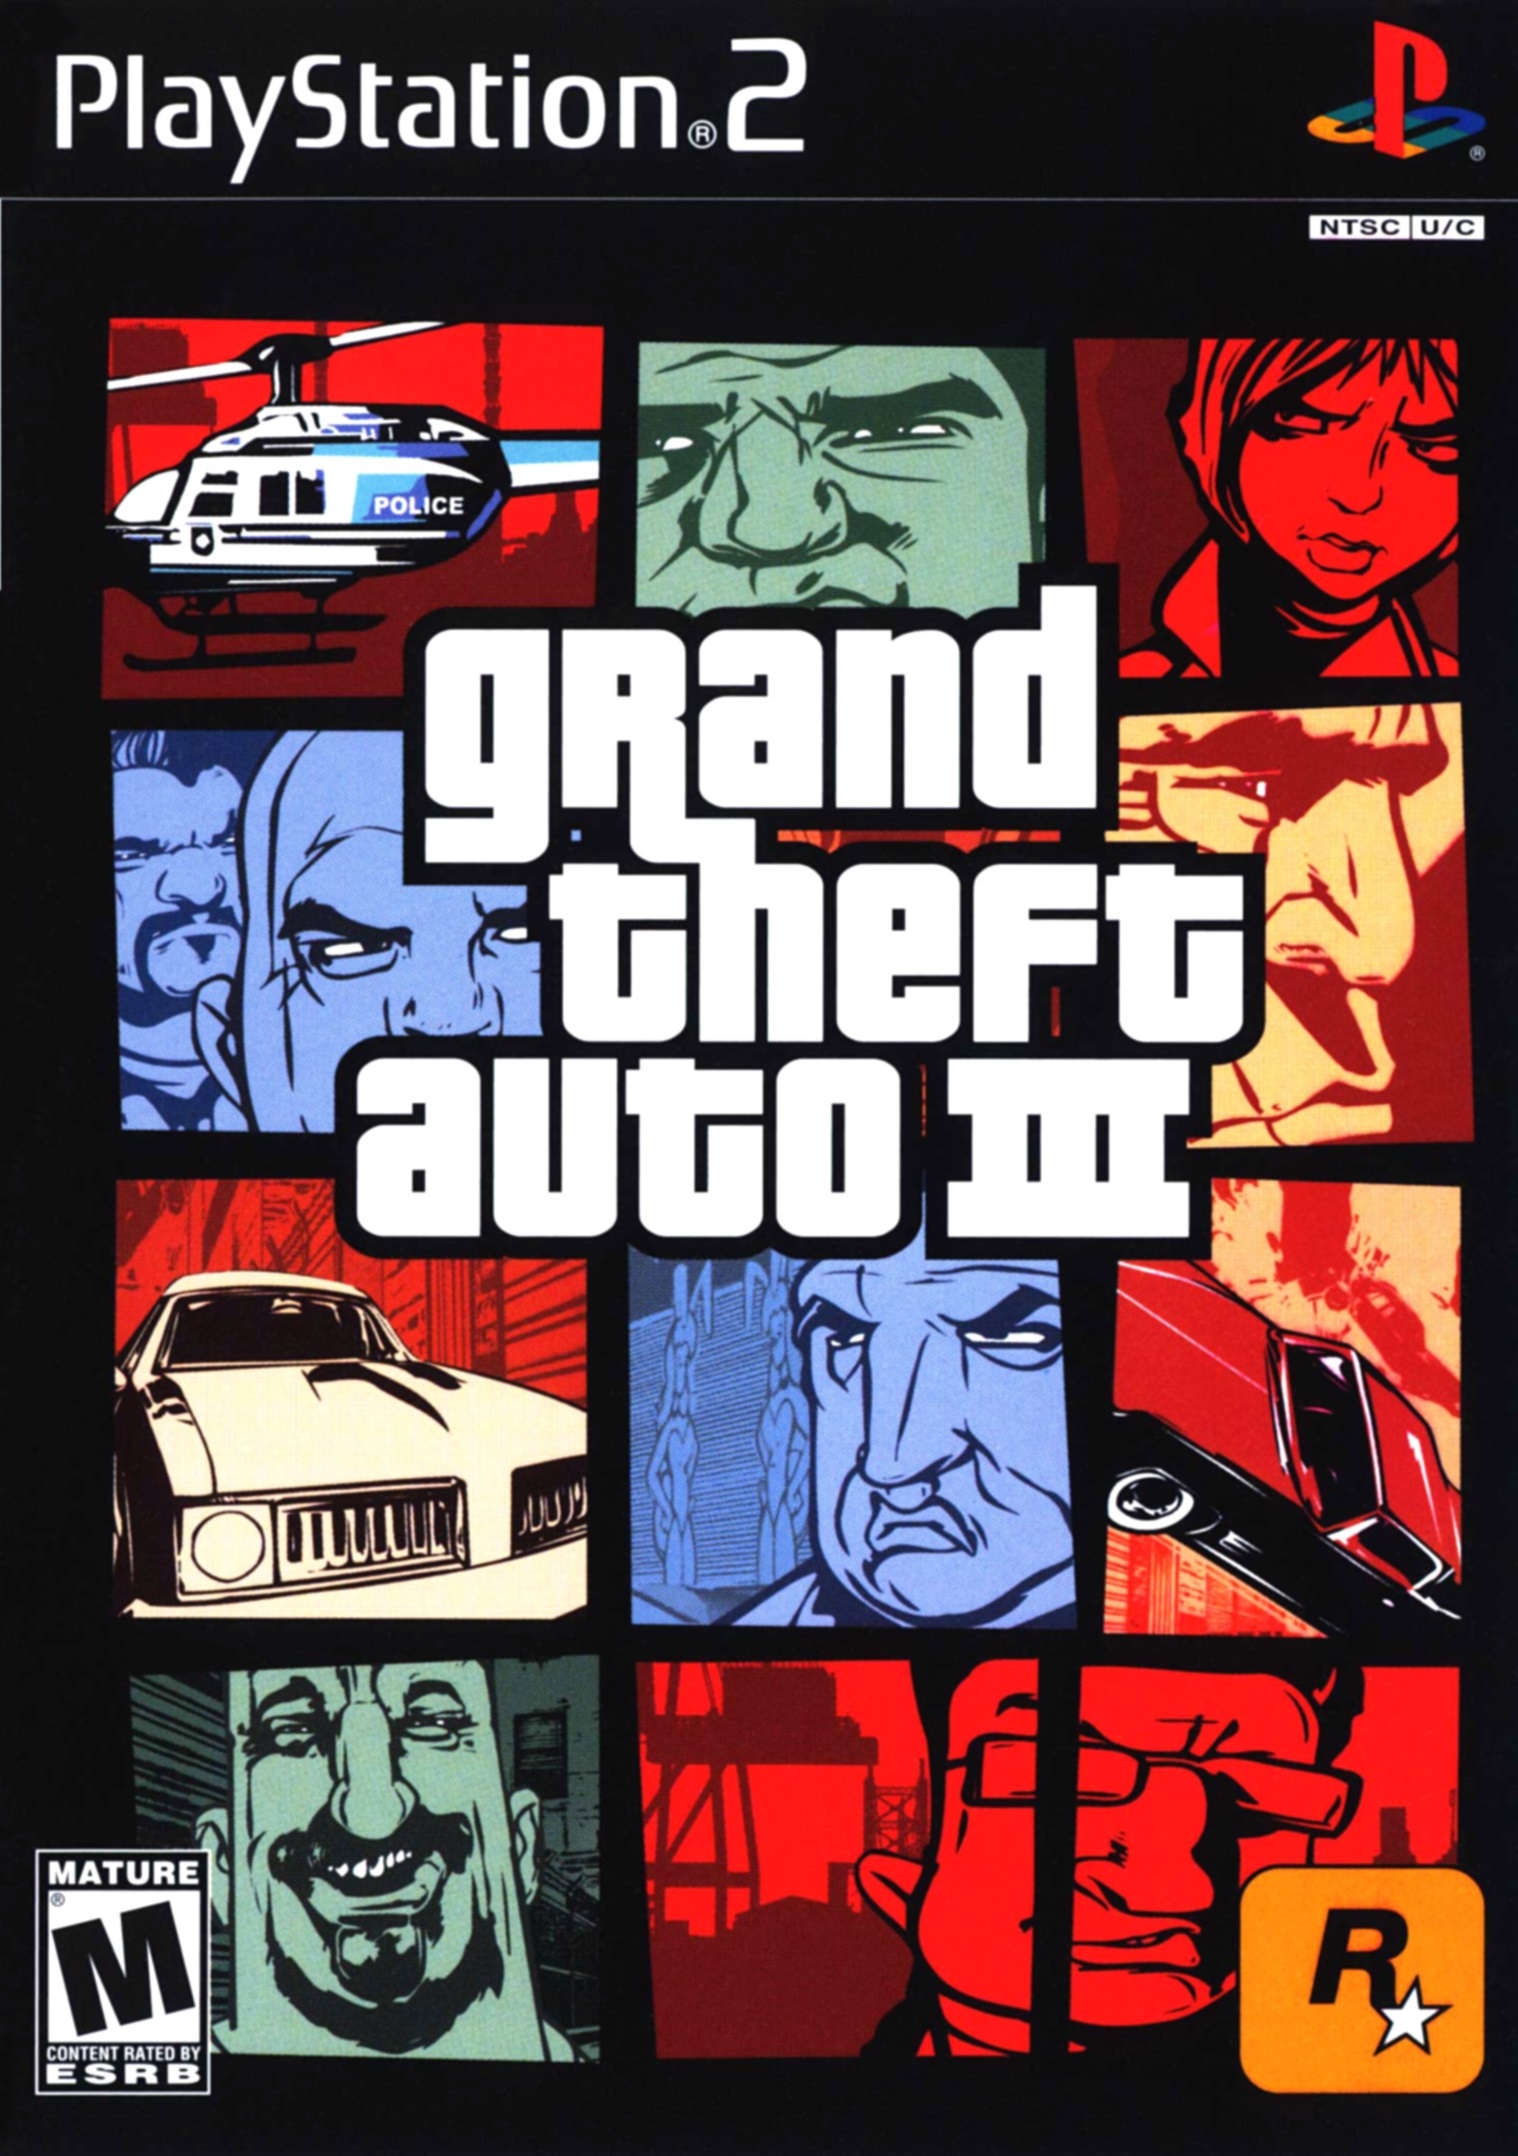 PlayStation®2
®
NTSC U/C
POLICE
grand
theft
auto III
MATURE
®
M
CONTENT RATED BY
ESRB
R